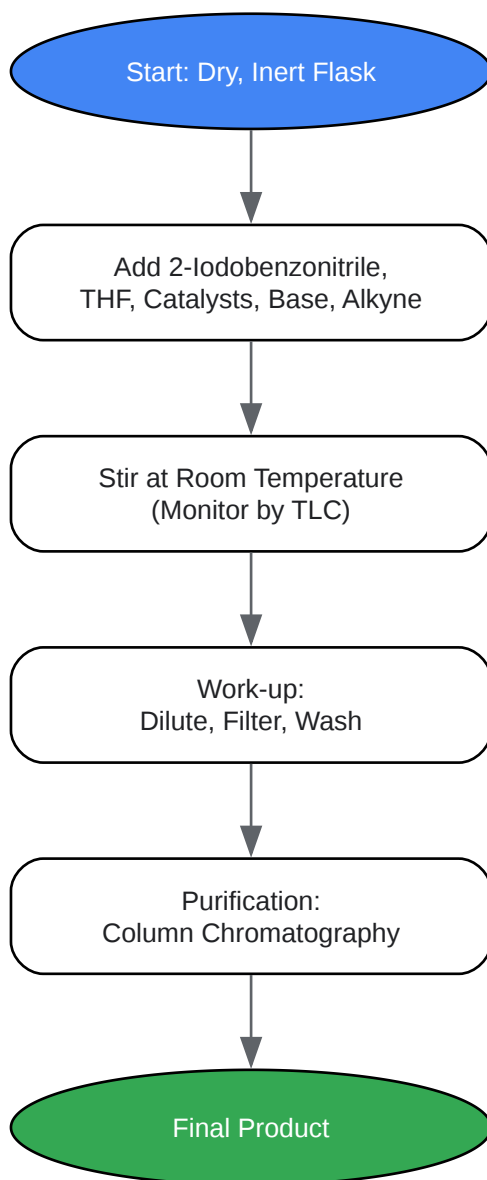 Start: Dry, Inert Flask
Add 2-Iodobenzonitrile,
THF, Catalysts, Base, Alkyne
Stir at Room Temperature
(Monitor by TLC)
Work-up:
Dilute, Filter, Wash
Purification:
Column Chromatography
Final Product